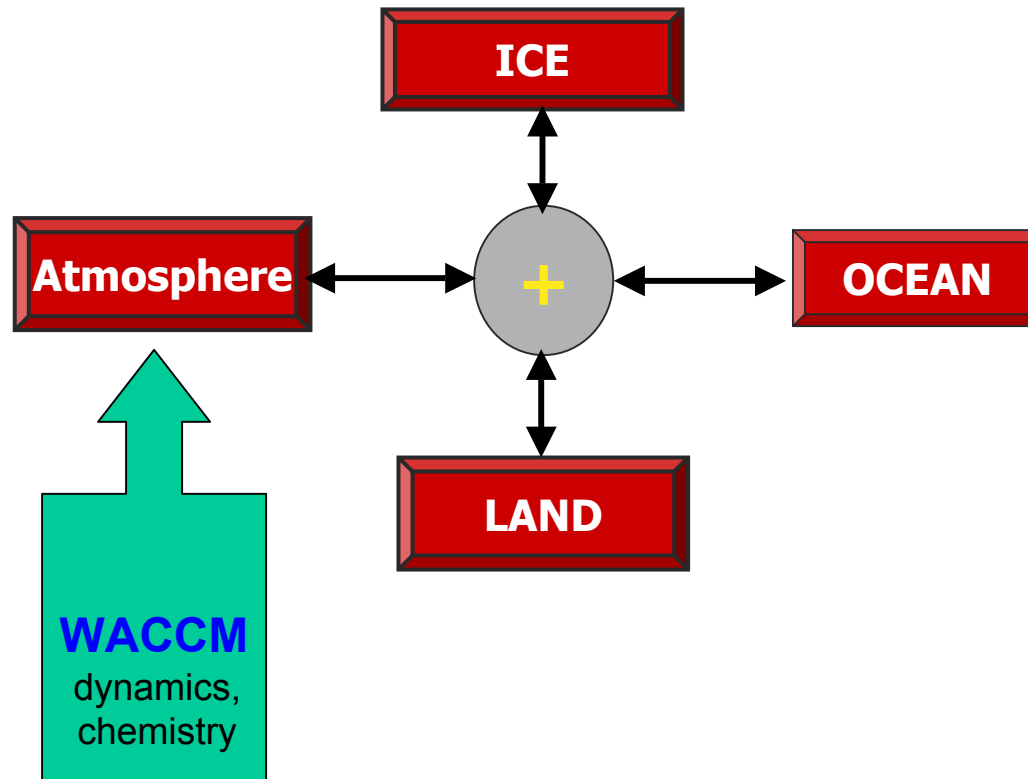 ICE
Atmosphere
+
OCEAN
LAND
WACCM
dynamics,
chemistry